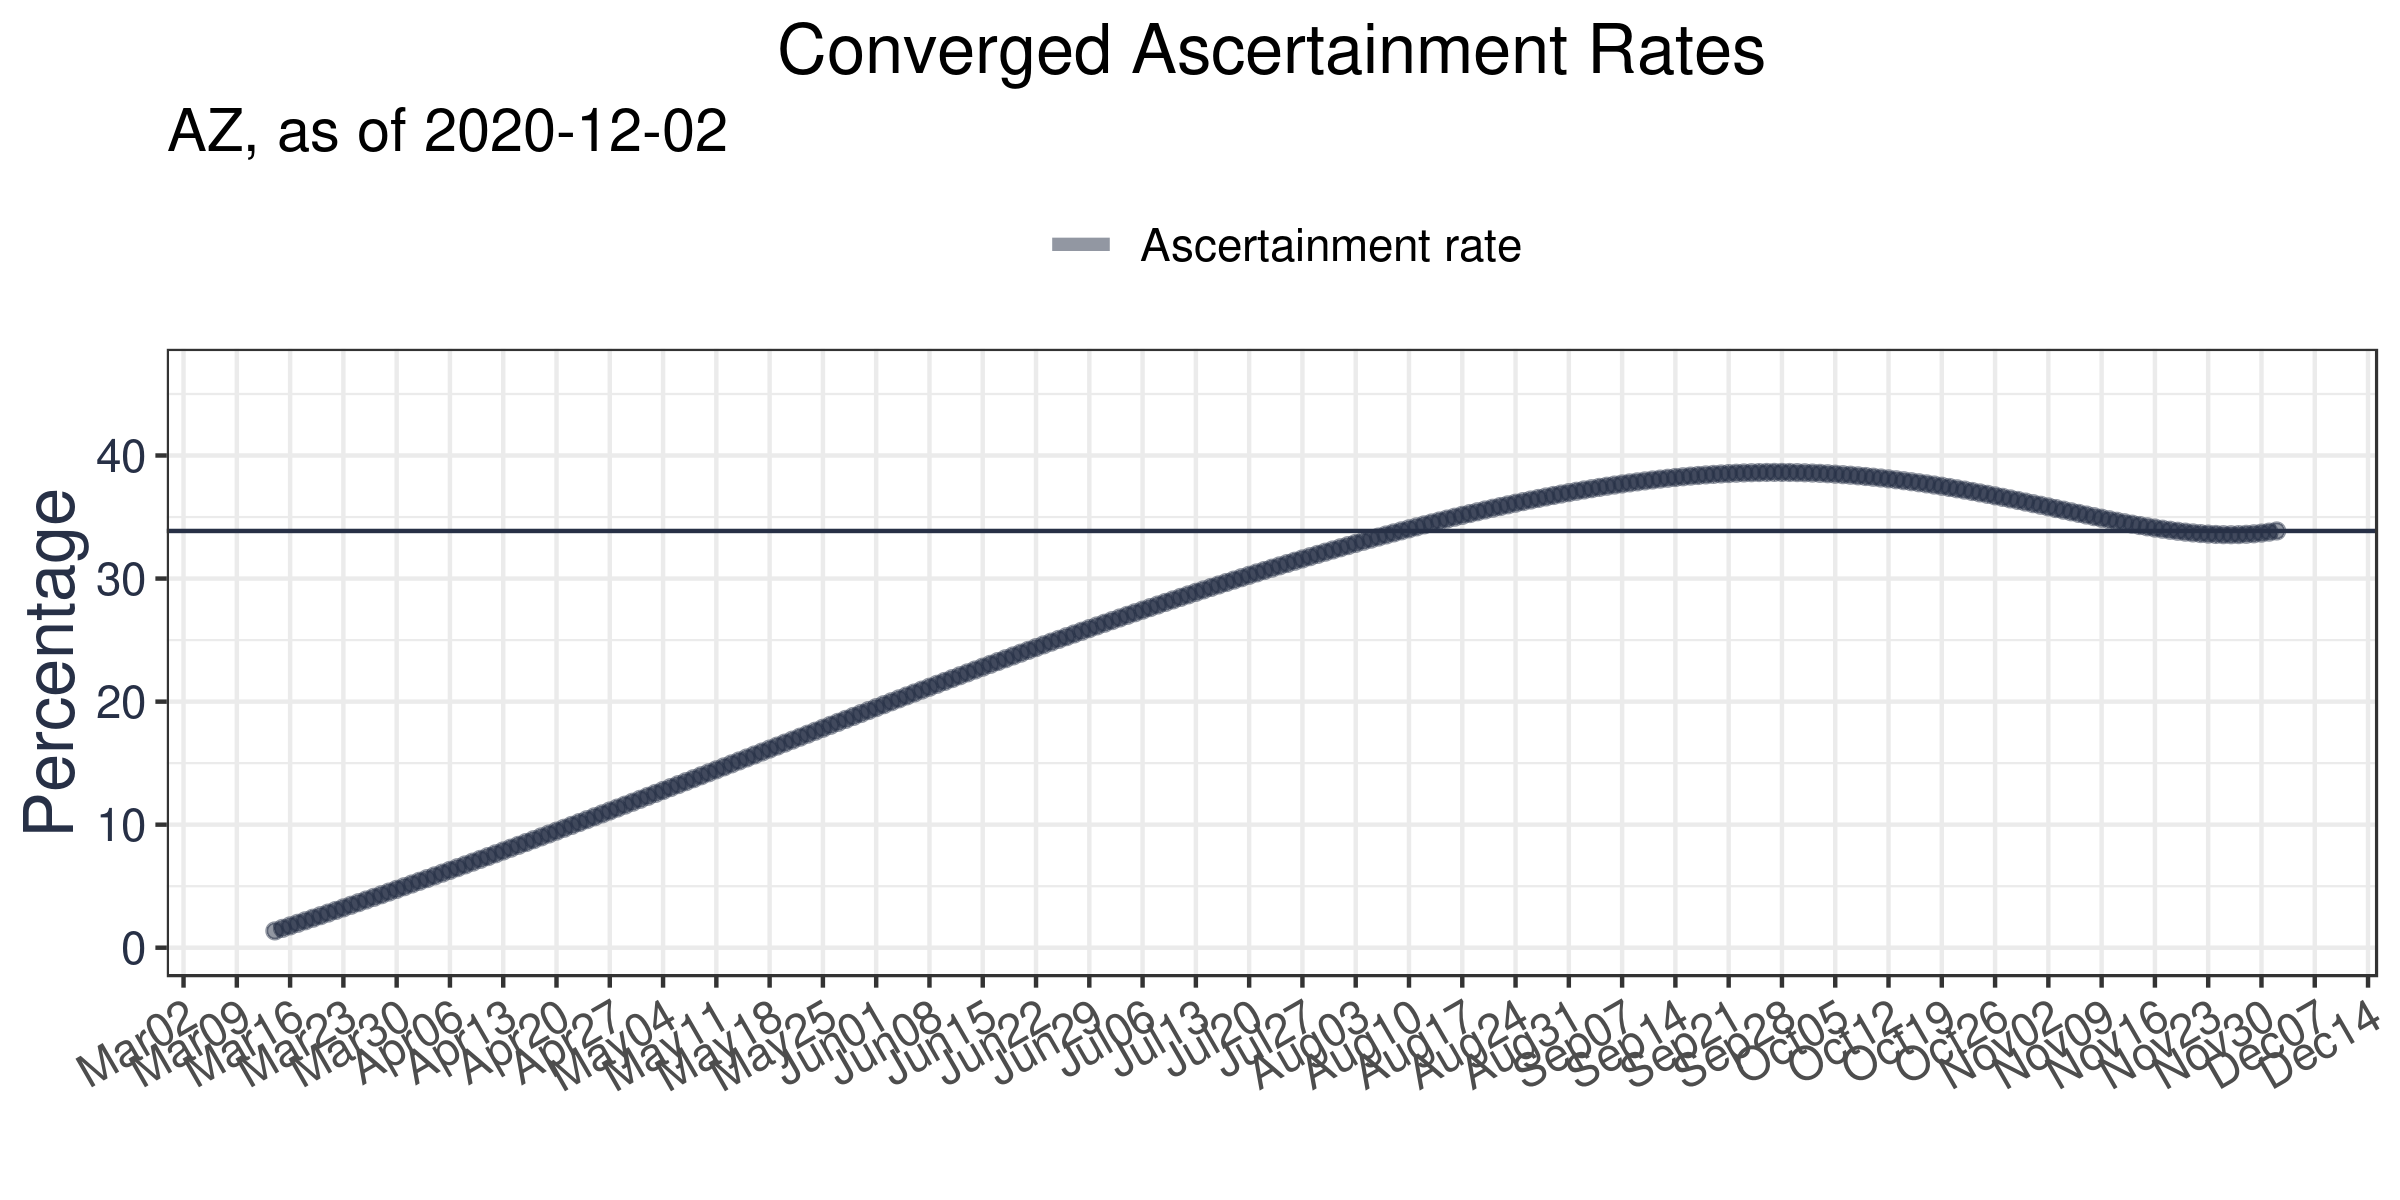 Converged Ascertainment Rates
AZ, as of 2020-12-02
Ascertainment rate
Percentage
40
30
20
10
0
Mar02
Mar09
Mar16
Mar23
Mar30
Apr06
Apr13
Apr20
Apr27
May04
May11
May18
May25
Jun01
Jun08
Jun15
Jun22
Jun29
Jul06
Jul13
Jul20
Jul27
Aug03
Aug10
Aug17
Aug24
Aug31
Sep07
Sep14
Sep21
Sep28
Oct05
Oct12
Oct19
Oct26
Nov02
Nov09
Nov16
Nov23
Nov30
Dec07
Dec14